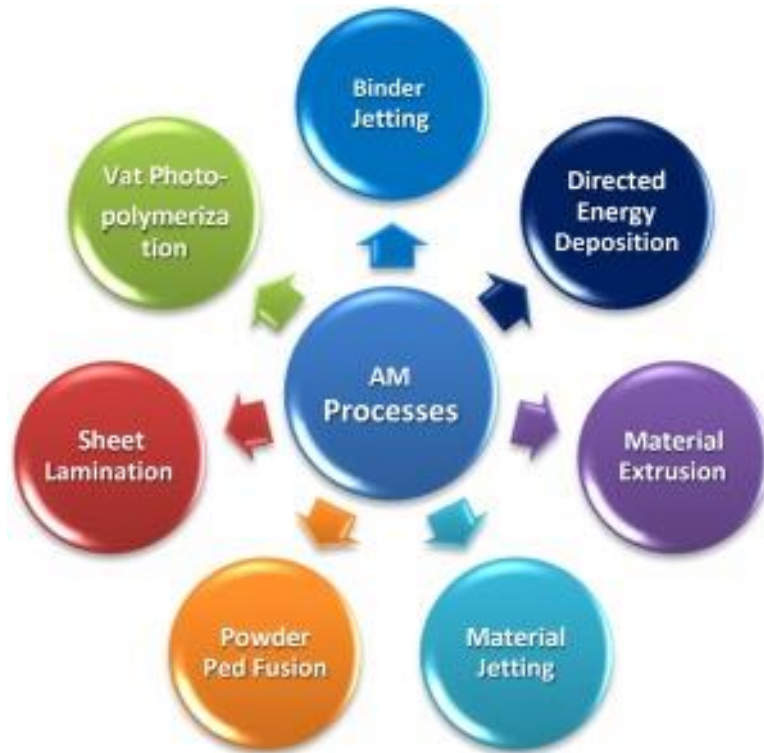 Binder
Jetting
Directed
Energy
Deposition
Material
Extrusion
Material
Jetting
Powder
Ped Fusion
Sheet
Lamination
Vat Photo-
polymeriza
tion
AM
Processes